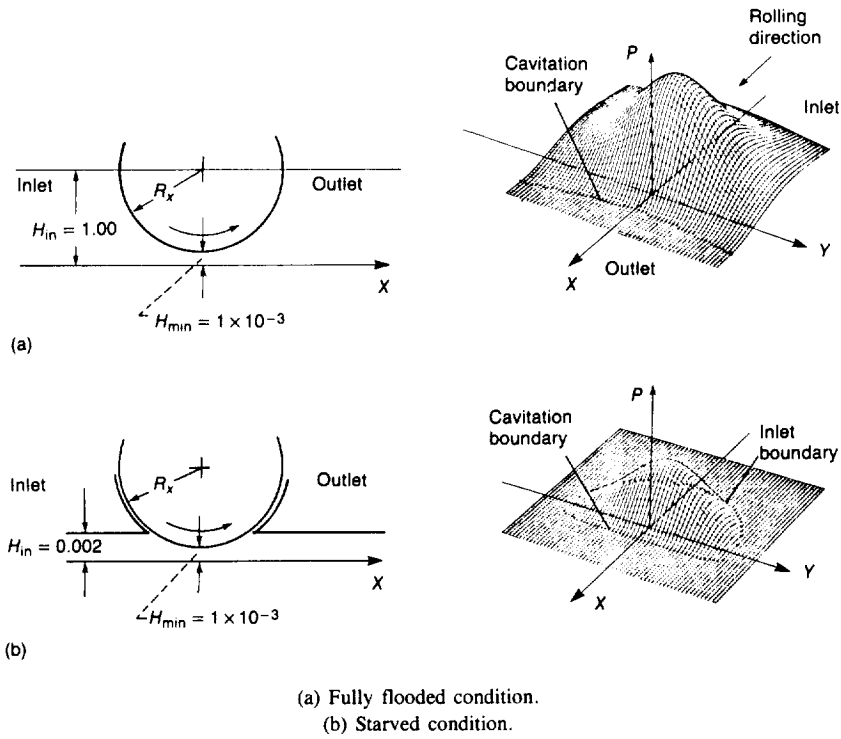 Rolling
direction
P
Cavitation
boundary
Inlet
Inlet
Outlet
R_x
H_in = 1.00
X
H_min = 1 × 10⁻³
Y
X
Outlet
(a)
P
Cavitation
boundary
Inlet
boundary
Inlet
Outlet
R_x
H_in = 0.002
X
H_min = 1 × 10⁻³
Y
X
(b)
(a) Fully flooded condition.
(b) Starved condition.